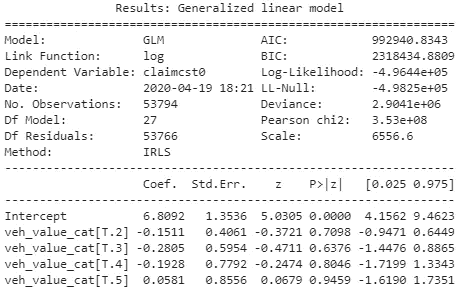 Results: Generalized linear model
Model: GLM AIC: 992940.8343
Link Function: log BIC: 2318434.8809
Dependent Variable: claimcst0 Log-Likelihood: -4.9644e+05
Date: 2020-04-19 18:21 LL-Null: -4.9825e+05
No. Observations: 53794 Deviance: 2.9041e+06
Df Model: 27 Pearson chi2: 3.53e+08
Df Residuals: 53766 Scale: 6556.6
Method: IRLS
Coef. Std.Err. z P>|z| [0.025 0.975]
Intercept 6.8092 1.3536 5.0305 0.0000 4.1562 9.4623
veh_value_cat[T.2] -0.1511 0.4061 -0.3721 0.7098 -0.9471 0.6449
veh_value_cat[T.3] -0.2805 0.5954 -0.4711 0.6376 -1.4476 0.8865
veh_value_cat[T.4] -0.1928 0.7792 -0.2474 0.8046 -1.7199 1.3343
veh_value_cat[T.5] 0.0581 0.8556 0.0679 0.9459 -1.6190 1.7351